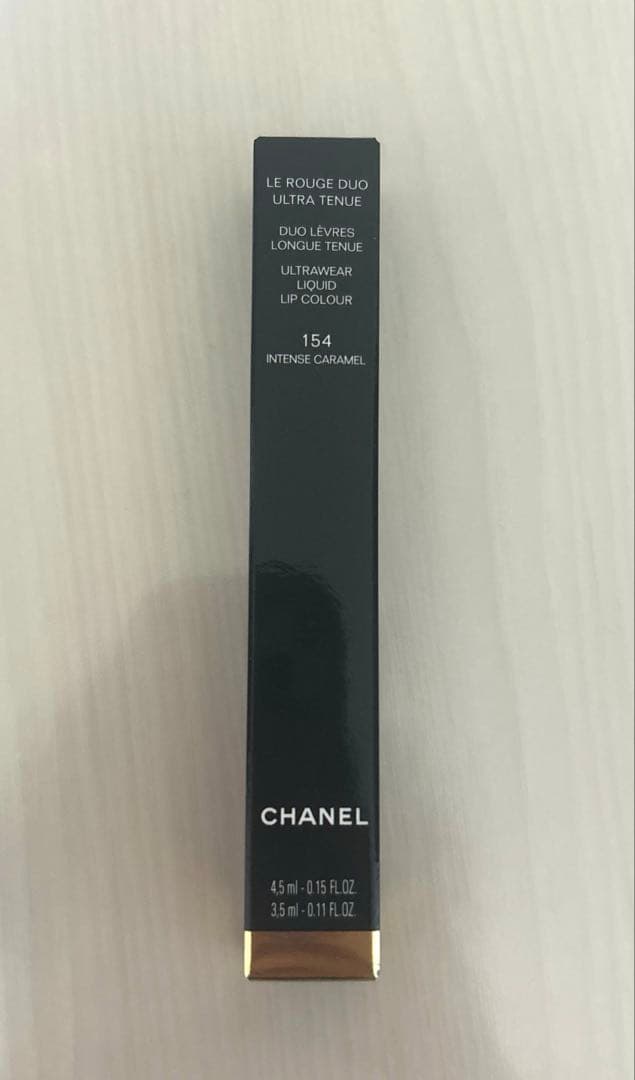 LE ROUGE DUO
ULTRA TENUE
DUO LÈVRES
LONGUE TENUE
ULTRAWEAR
LIQUID
LIP COLOUR
154
INTENSE CARAMEL
CHANEL
4,5 ml - 0.15 FL.OZ.
3,5 ml - 0.11 FL.OZ.